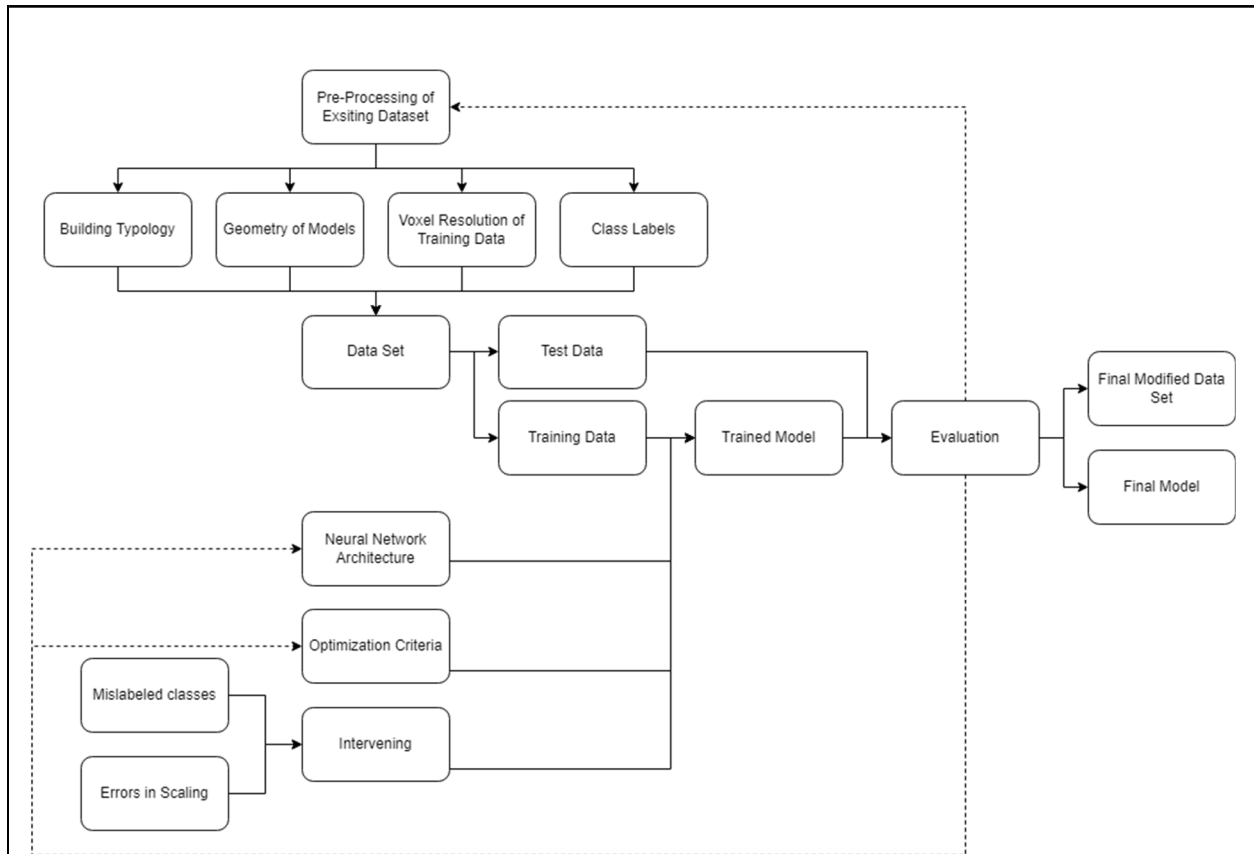 Pre-Processing of
Exsiting Dataset
Building Typology
Geometry of Models
Voxel Resolution of
Training Data
Class Labels
Data Set
Test Data
Final Modified Data
Set
Training Data
Trained Model
Evaluation
Final Model
Neural Network
Architecture
Optimization Criteria
Mislabeled classes
Intervening
Errors in Scaling